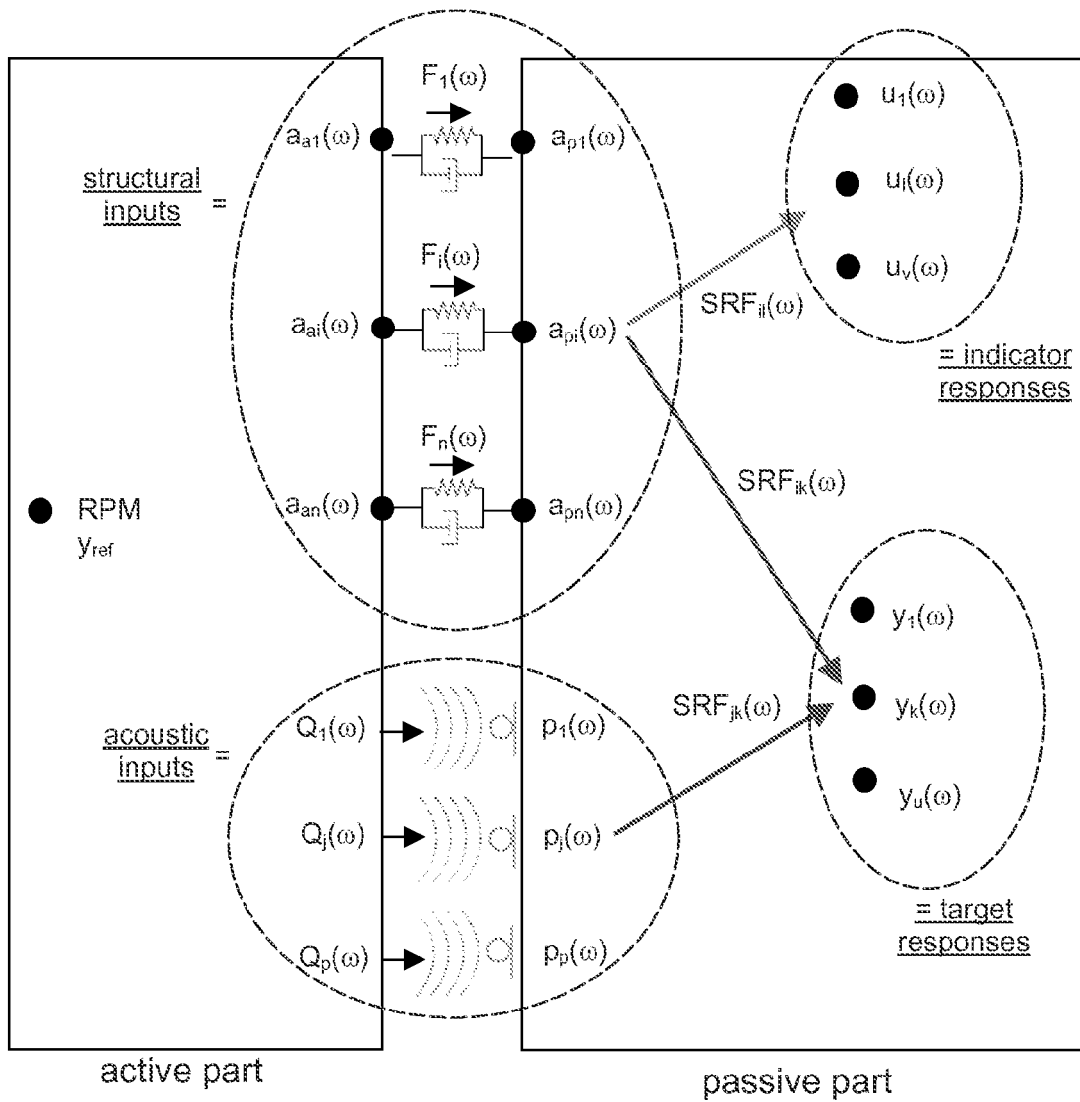 F₁(ω)
aₐ₁(ω)
aₚ₁(ω)
u₁(ω)
structural
inputs =
uₗ(ω)
Fᵢ(ω)
uᵥ(ω)
SRFᵢₗ(ω)
aₐᵢ(ω)
aₚᵢ(ω)
= indicator
responses
Fₙ(ω)
SRFᵢₖ(ω)
aₐₙ(ω)
aₚₙ(ω)
RPM
y_ref
y₁(ω)
SRFⱼₖ(ω)
yₖ(ω)
Q₁(ω)
p₁(ω)
acoustic
inputs =
yᵤ(ω)
Qⱼ(ω)
pⱼ(ω)
= target
responses
Qₚ(ω)
pₚ(ω)
active part
passive part